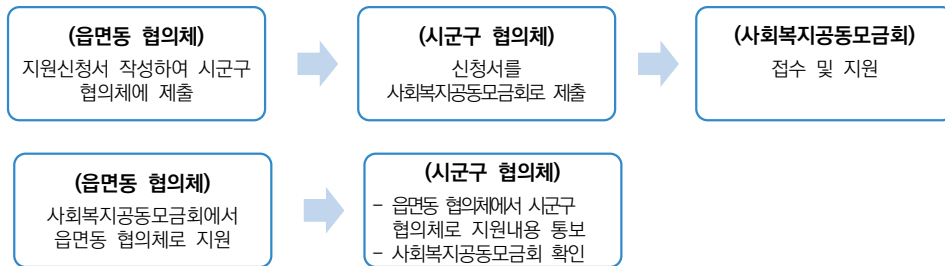 (읍면동 협의체)
지원신청서 작성하여 시군구
협의체에 제출
(시군구 협의체)
신청서를
사회복지공동모금회로 제출
(사회복지공동모금회)
접수 및 지원
(읍면동 협의체)
사회복지공동모금회에서
읍면동 협의체로 지원
(시군구 협의체)
- 읍면동 협의체에서 시군구
협의체로 지원내용 통보
- 사회복지공동모금회 확인